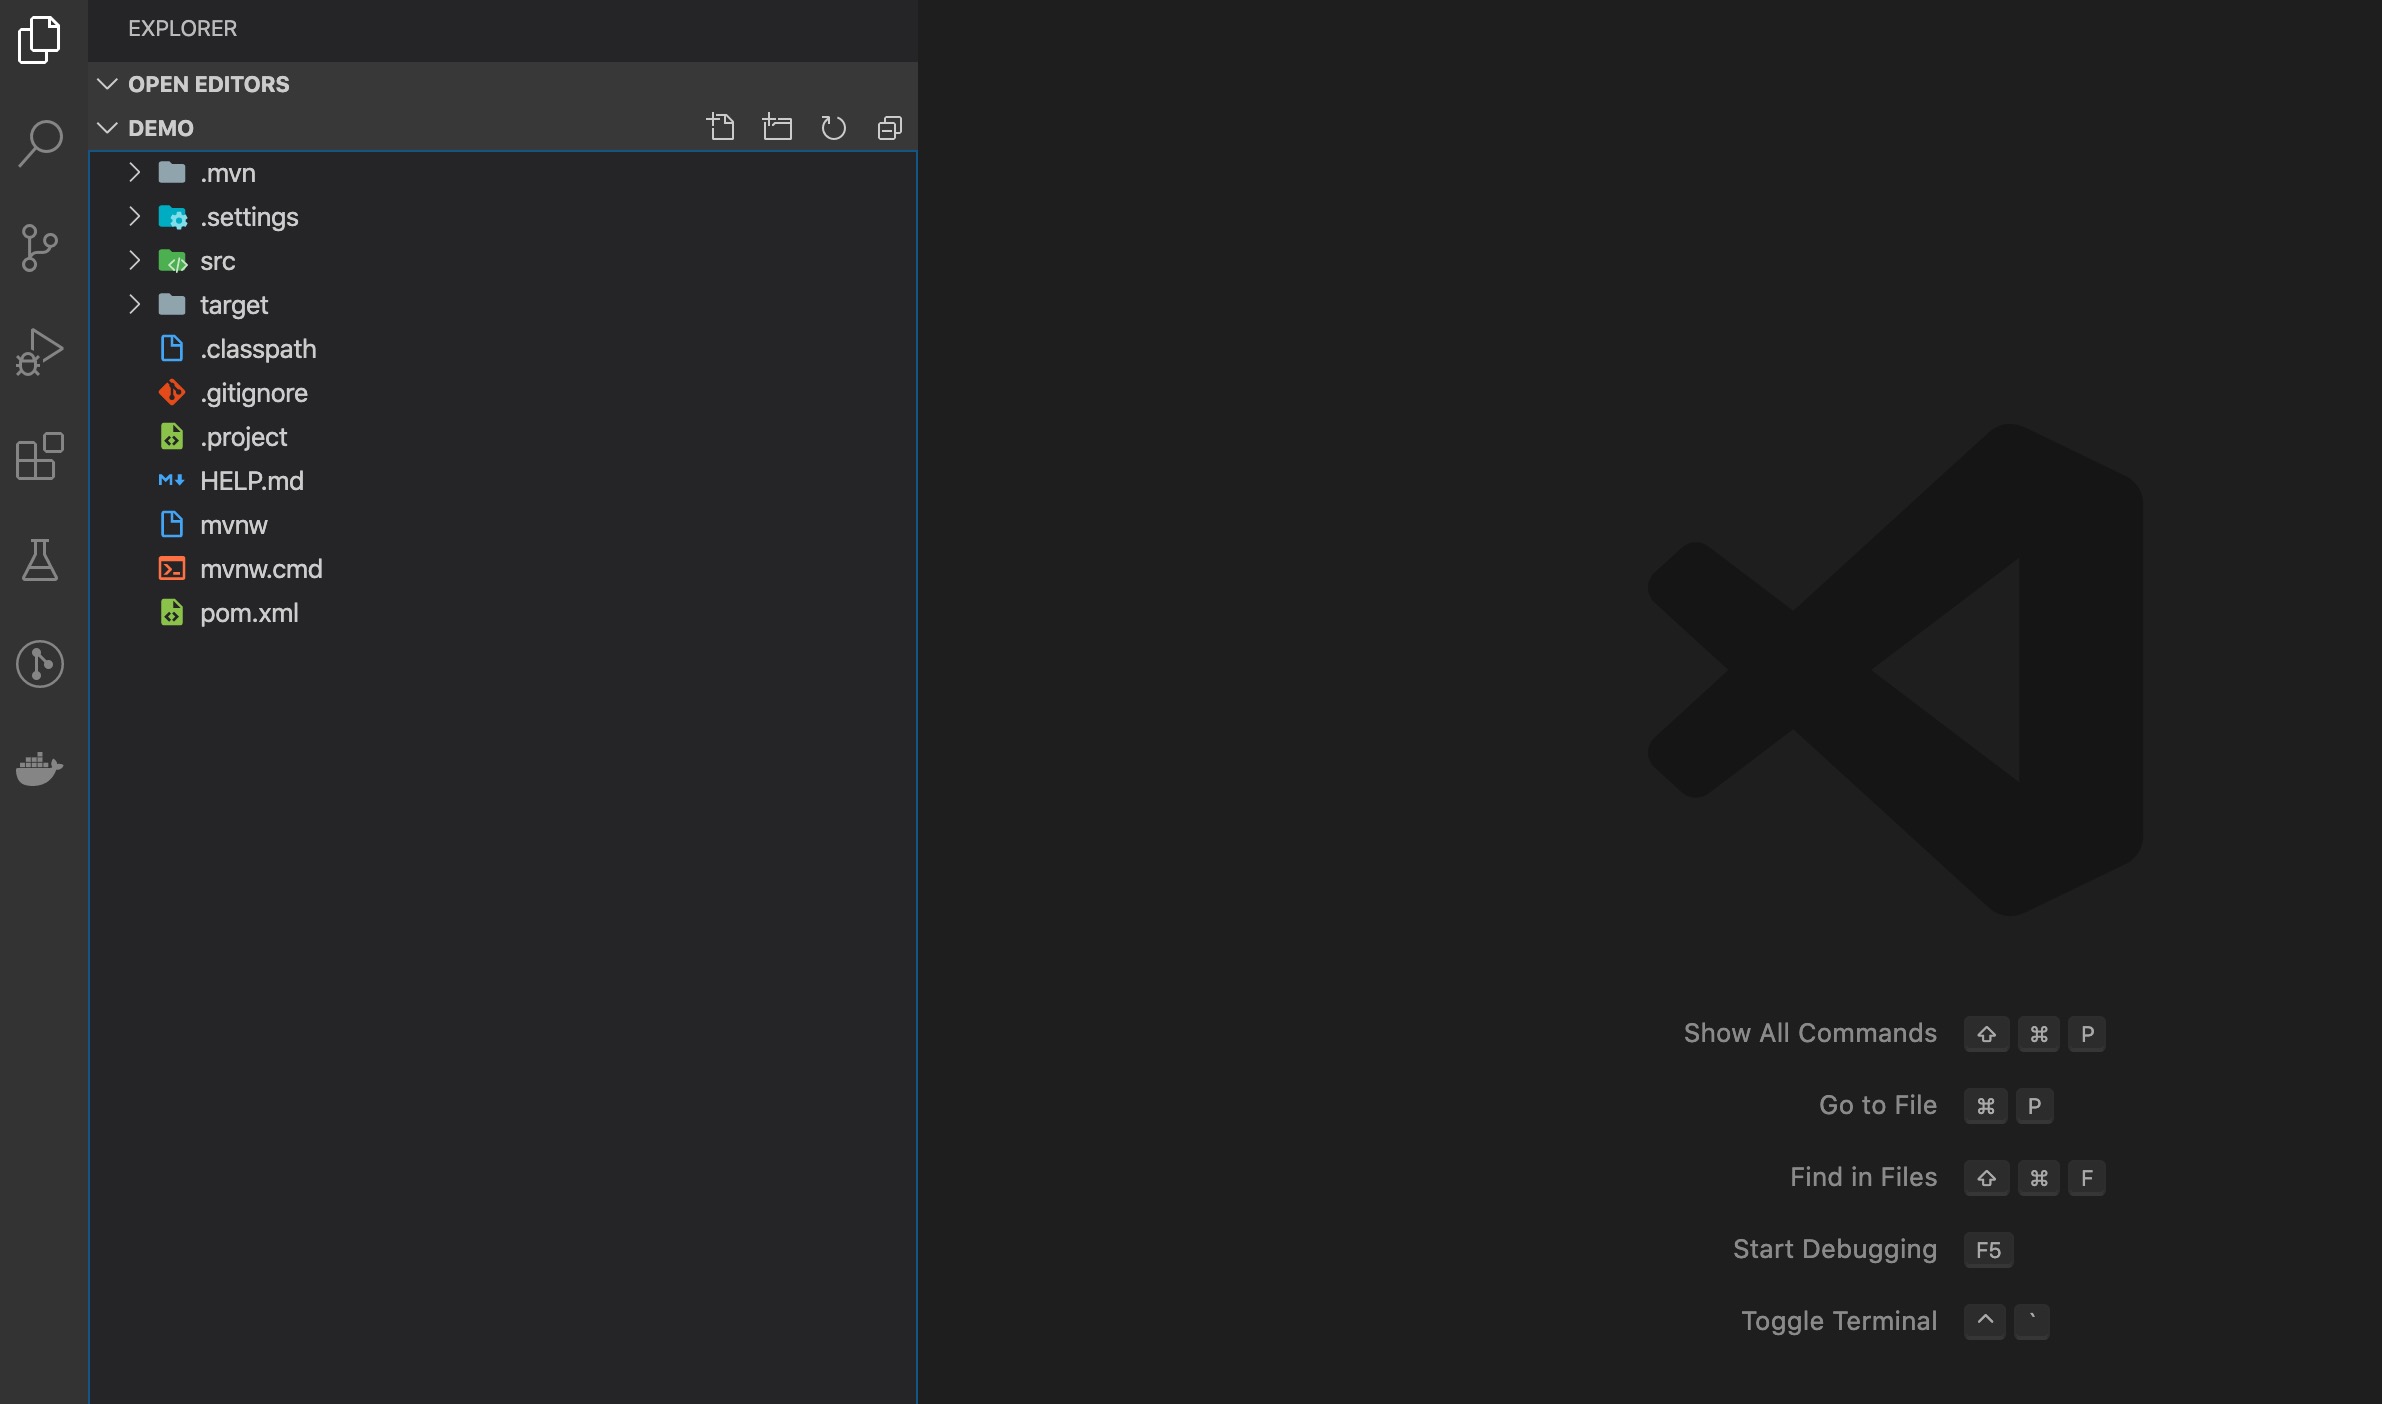 EXPLORER
OPEN EDITORS
DEMO
.mvn
.settings
src
target
.classpath
.gitignore
.project
HELP.md
mvnw
mvnw.cmd
pom.xml
Show All Commands ⇧ ⌘ P
Go to File ⌘ P
Find in Files ⇧ ⌘ F
Start Debugging F5
Toggle Terminal ^ `